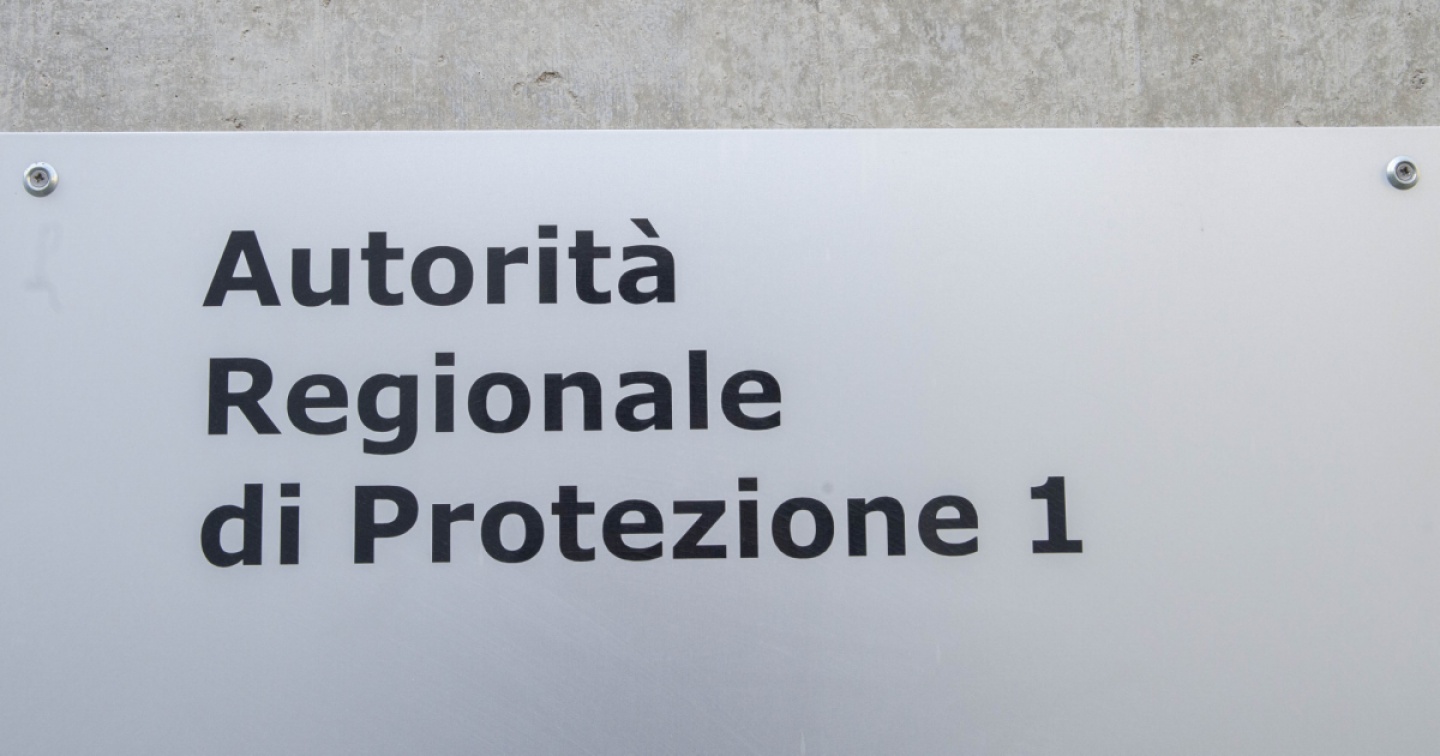 Autorità
Regionale
di Protezione 1